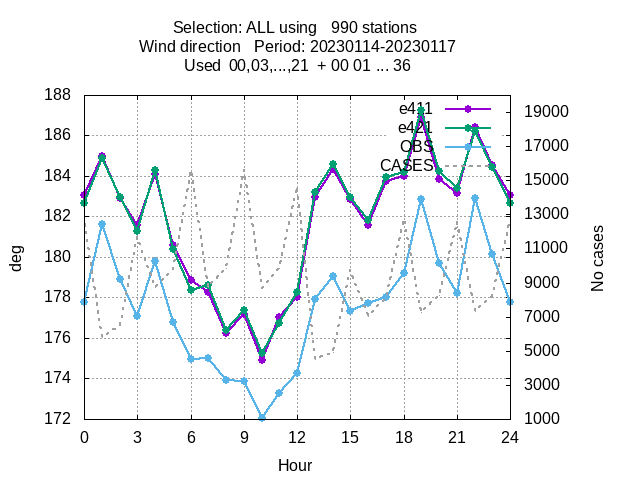 Selection: ALL using   990 stations
Wind direction   Period: 20230114-20230117
Used  00,03,...,21  + 00 01 ... 36
188
186
184
182
180
178
176
174
172
deg
e411
e421
OBS
CASES
19000
17000
15000
13000
11000
9000
7000
5000
3000
1000
No cases
0 3 6 9 12 15 18 21 24
Hour